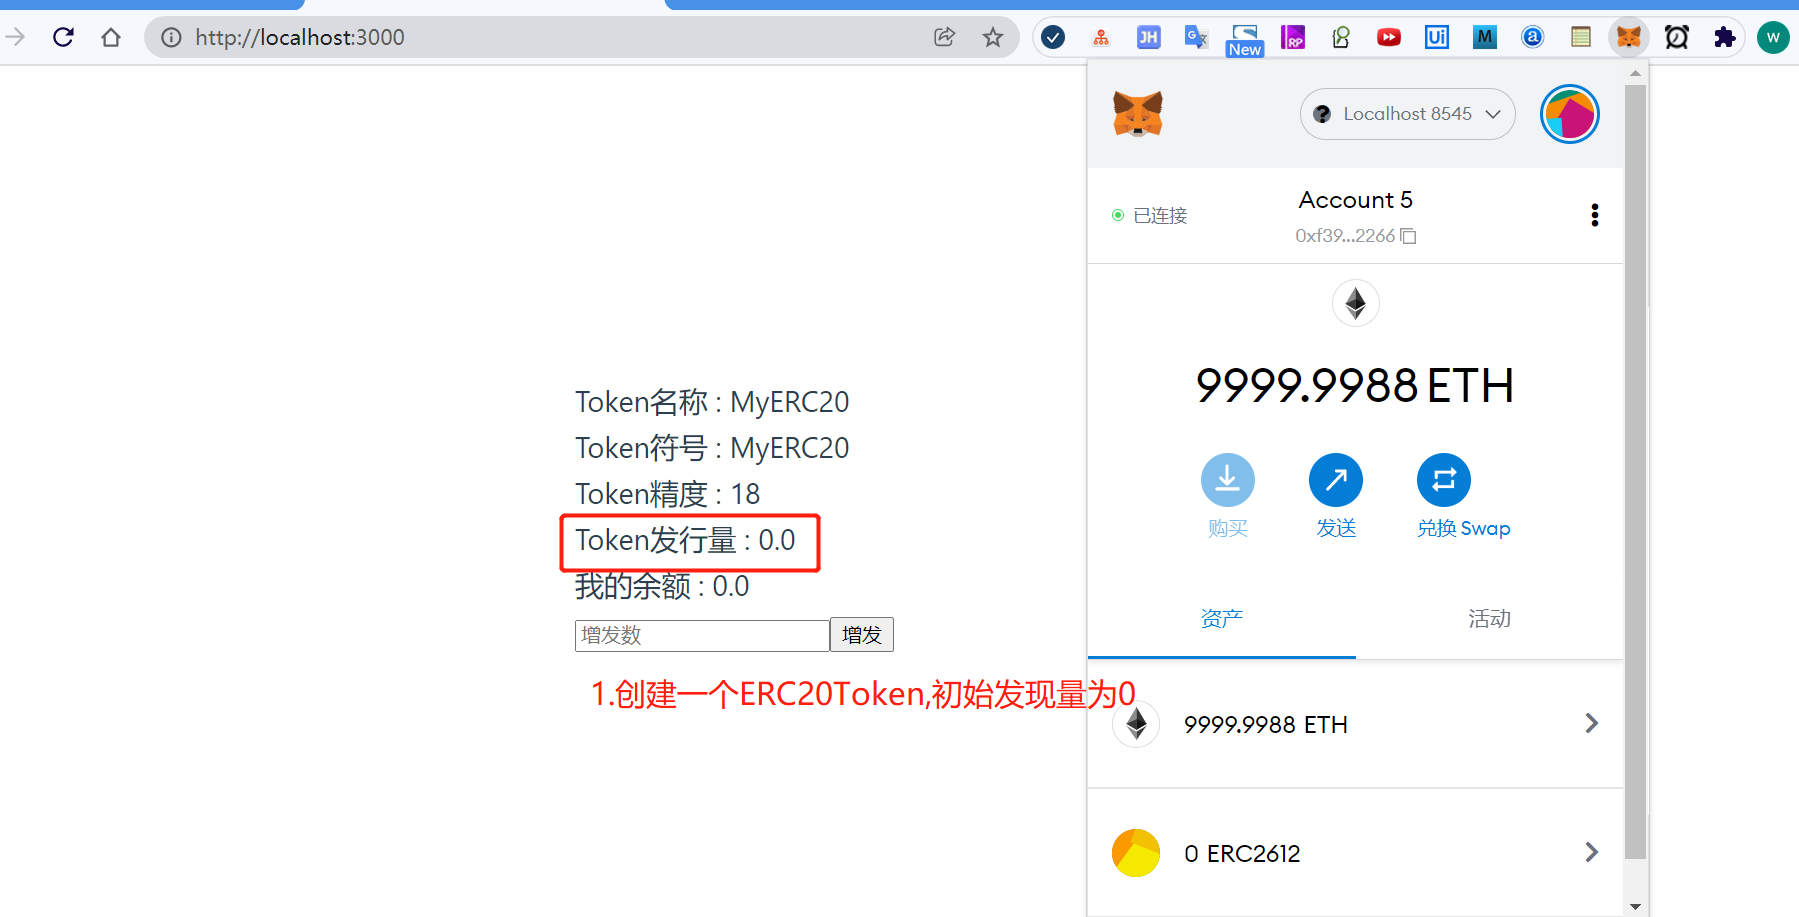 http://localhost:3000
JH
G
New
RP
Ui
M
a
W
Localhost 8545
已连接
Account 5
0xf39...2266
9999.9988 ETH
购买
发送
兑换 Swap
资产
活动
9999.9988 ETH
0 ERC2612
Token名称 : MyERC20
Token符号 : MyERC20
Token精度 : 18
Token发行量 : 0.0
我的余额 : 0.0
增发数
增发
1.创建一个ERC20Token,初始发现量为0